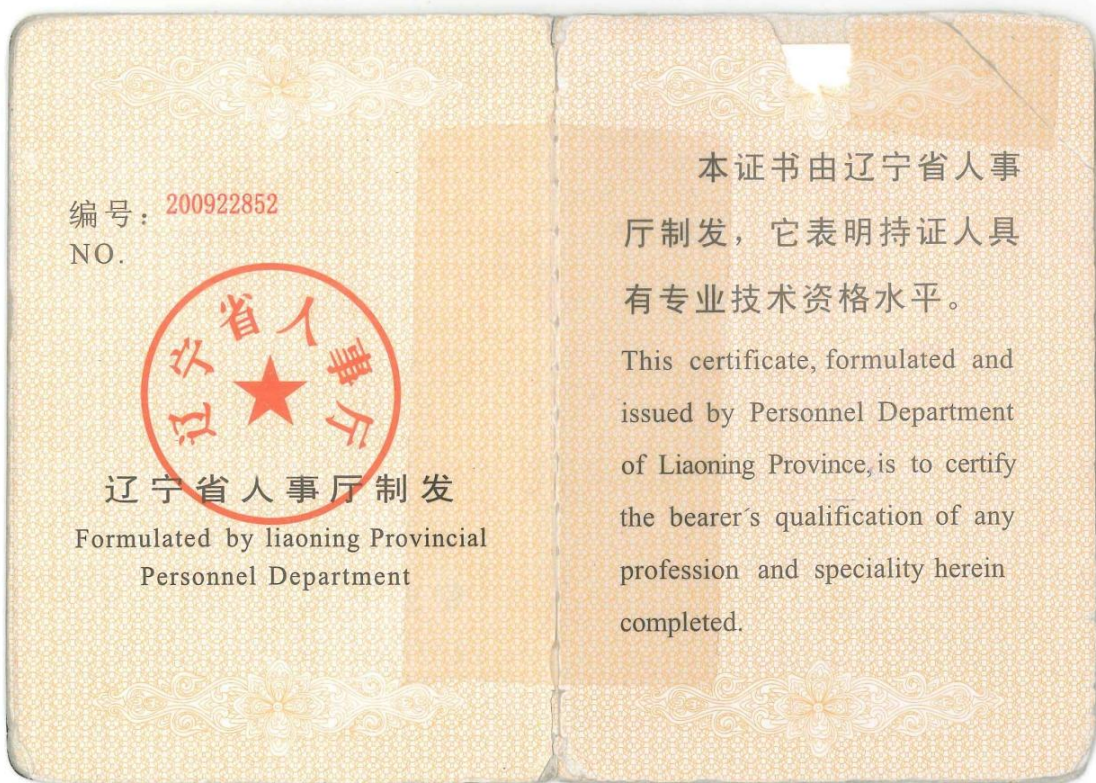 编号：200922852
NO.
辽宁省人事厅
辽宁省人事厅制发
Formulated by liaoning Provincial
Personnel Department
本证书由辽宁省人事
厅制发，它表明持证人具
有专业技术资格水平。
This certificate, formulated and
issued by Personnel Department
of Liaoning Province, is to certify
the bearer's qualification of any
profession and speciality herein
completed.